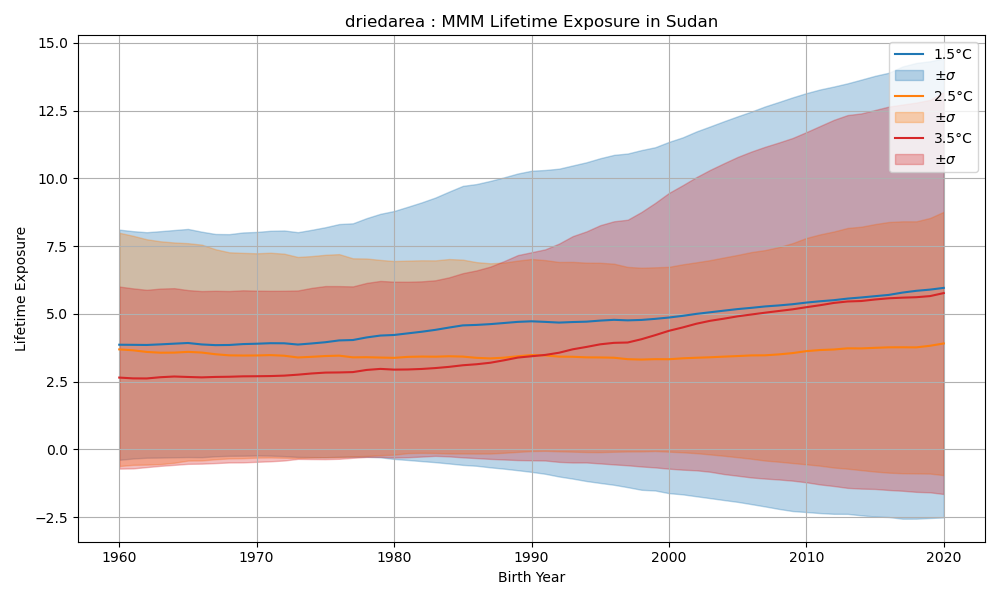 driedarea : MMM Lifetime Exposure in Sudan
15.0
12.5
10.0
7.5
5.0
2.5
0.0
−2.5
Lifetime Exposure
1960
1970
1980
1990
2000
2010
2020
Birth Year
1.5°C
±σ
2.5°C
±σ
3.5°C
±σ